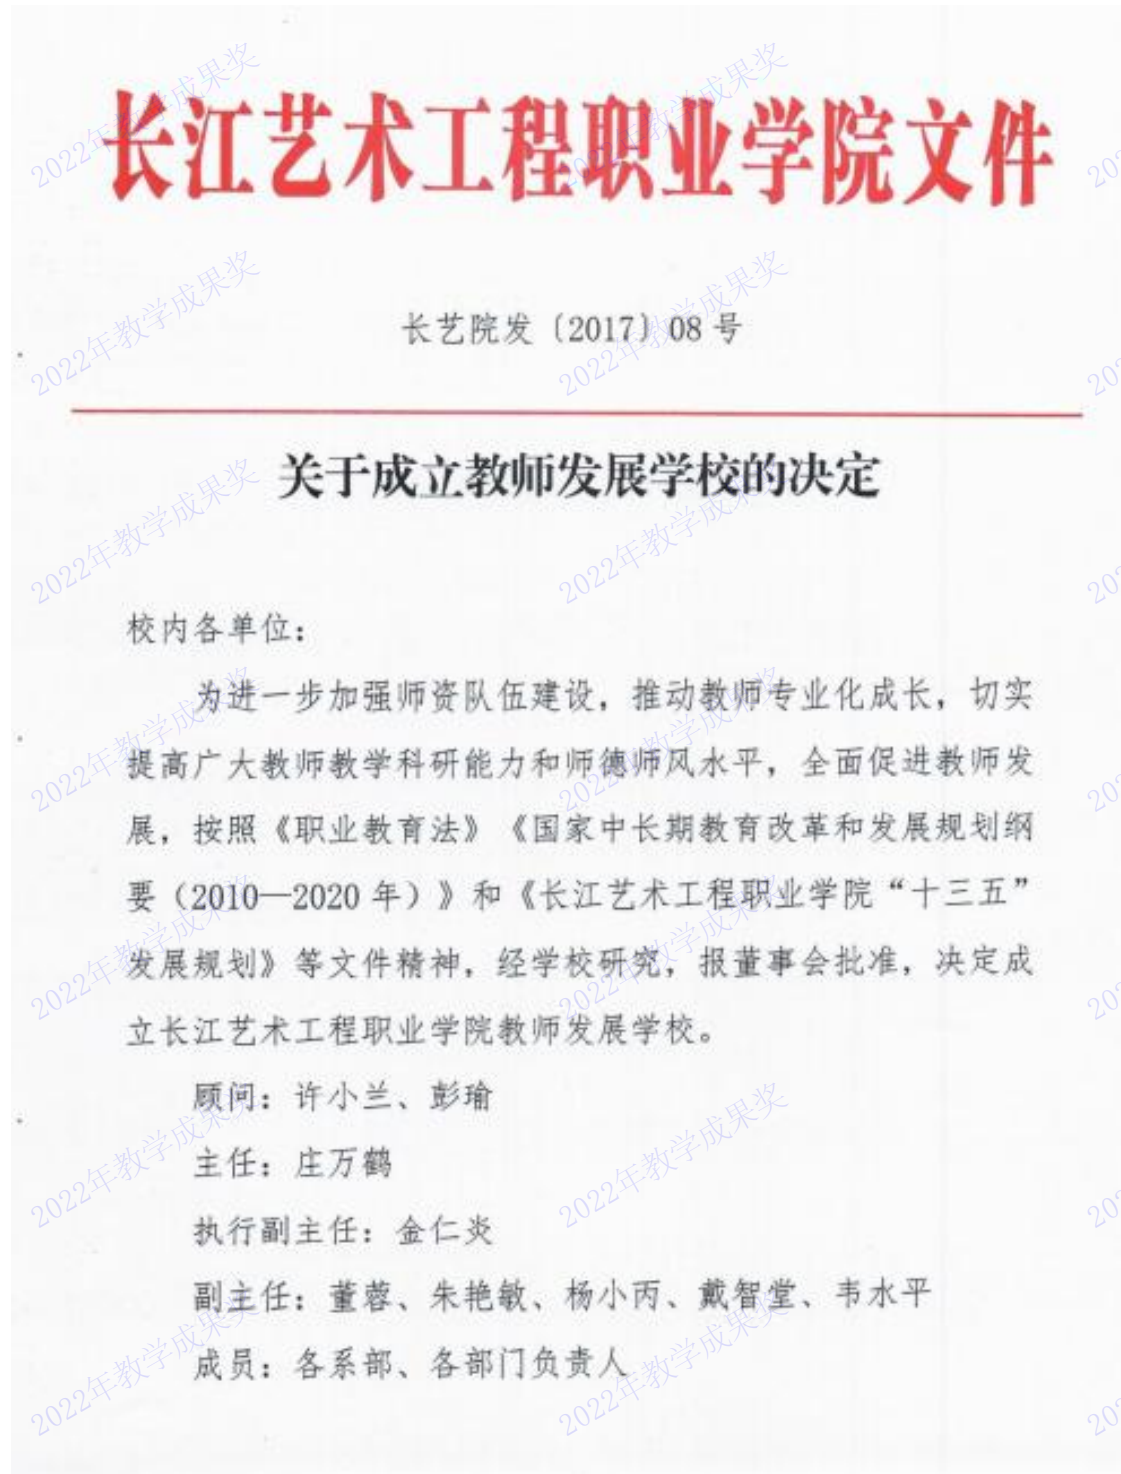 长江艺术工程职业学院文件
长艺院发〔2017〕08 号
关于成立教师发展学校的决定
校内各单位：
为进一步加强师资队伍建设，推动教师专业化成长，切实
提高广大教师教学科研能力和师德师风水平，全面促进教师发
展，按照《职业教育法》《国家中长期教育改革和发展规划纲
要（2010—2020 年）》和《长江艺术工程职业学院“十三五”
发展规划》等文件精神，经学校研究，报董事会批准，决定成
立长江艺术工程职业学院教师发展学校。
顾问：许小兰、彭瑜
主任：庄万鹤
执行副主任：金仁炎
副主任：董蓉、朱艳敏、杨小丙、戴智堂、韦水平
成员：各系部、各部门负责人
2022年教学成果奖